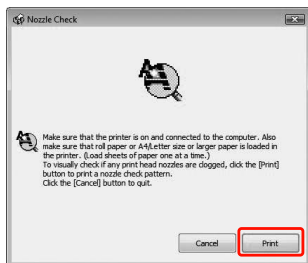 Nozzle Check
Make sure that the printer is on and connected to the computer. Also
make sure that roll paper or A4/Letter size or larger paper is loaded in
the printer. (Load sheets of paper one at a time.)
To visually check if any print head nozzles are clogged, click the [Print]
button to print a nozzle check pattern.
Click the [Cancel] button to quit.
Cancel
Print